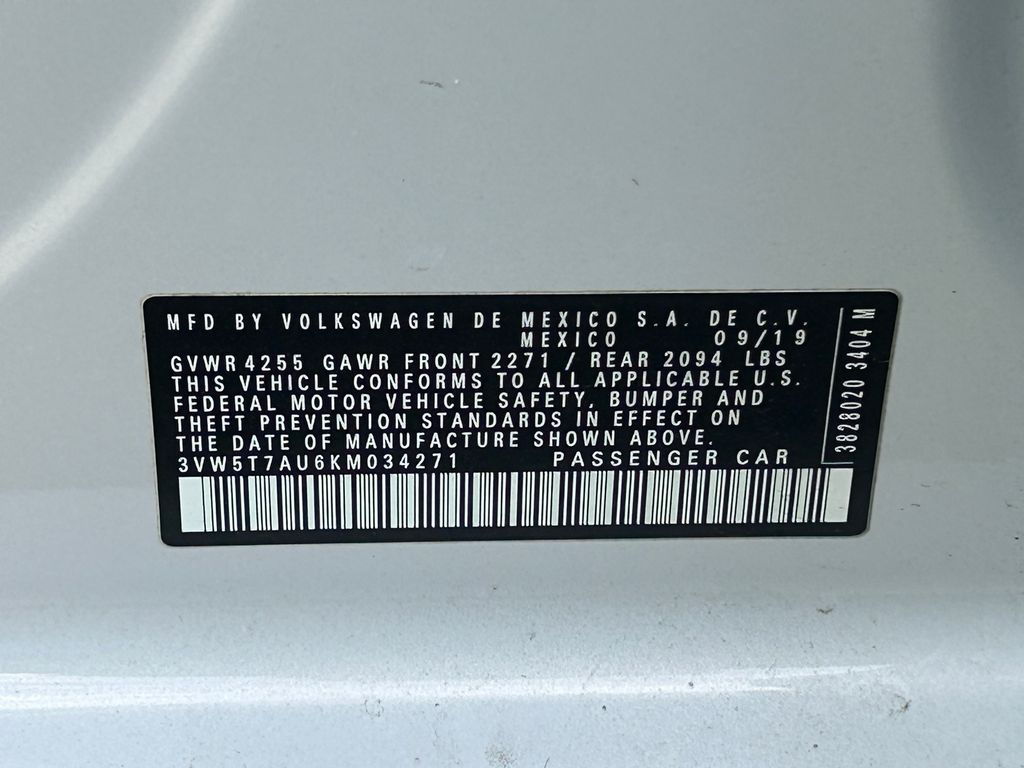 MFD BY VOLKSWAGEN DE MEXICO S.A. DE C.V.
MEXICO 09/19
GVWR 4255 GAWR FRONT 2271 / REAR 2094 LBS
THIS VEHICLE CONFORMS TO ALL APPLICABLE U.S.
FEDERAL MOTOR VEHICLE SAFETY, BUMPER AND
THEFT PREVENTION STANDARDS IN EFFECT ON
THE DATE OF MANUFACTURE SHOWN ABOVE.
3VW5T7AU6KM034271 PASSENGER CAR
3828020 3404 M